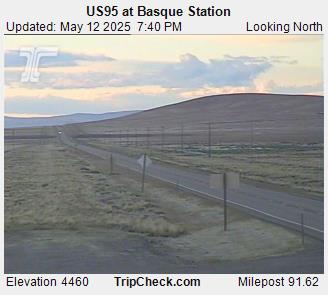 US95 at Basque Station
Updated: May 12 2025 7:40 PM Looking North
Elevation 4460 TripCheck.com Milepost 91.62